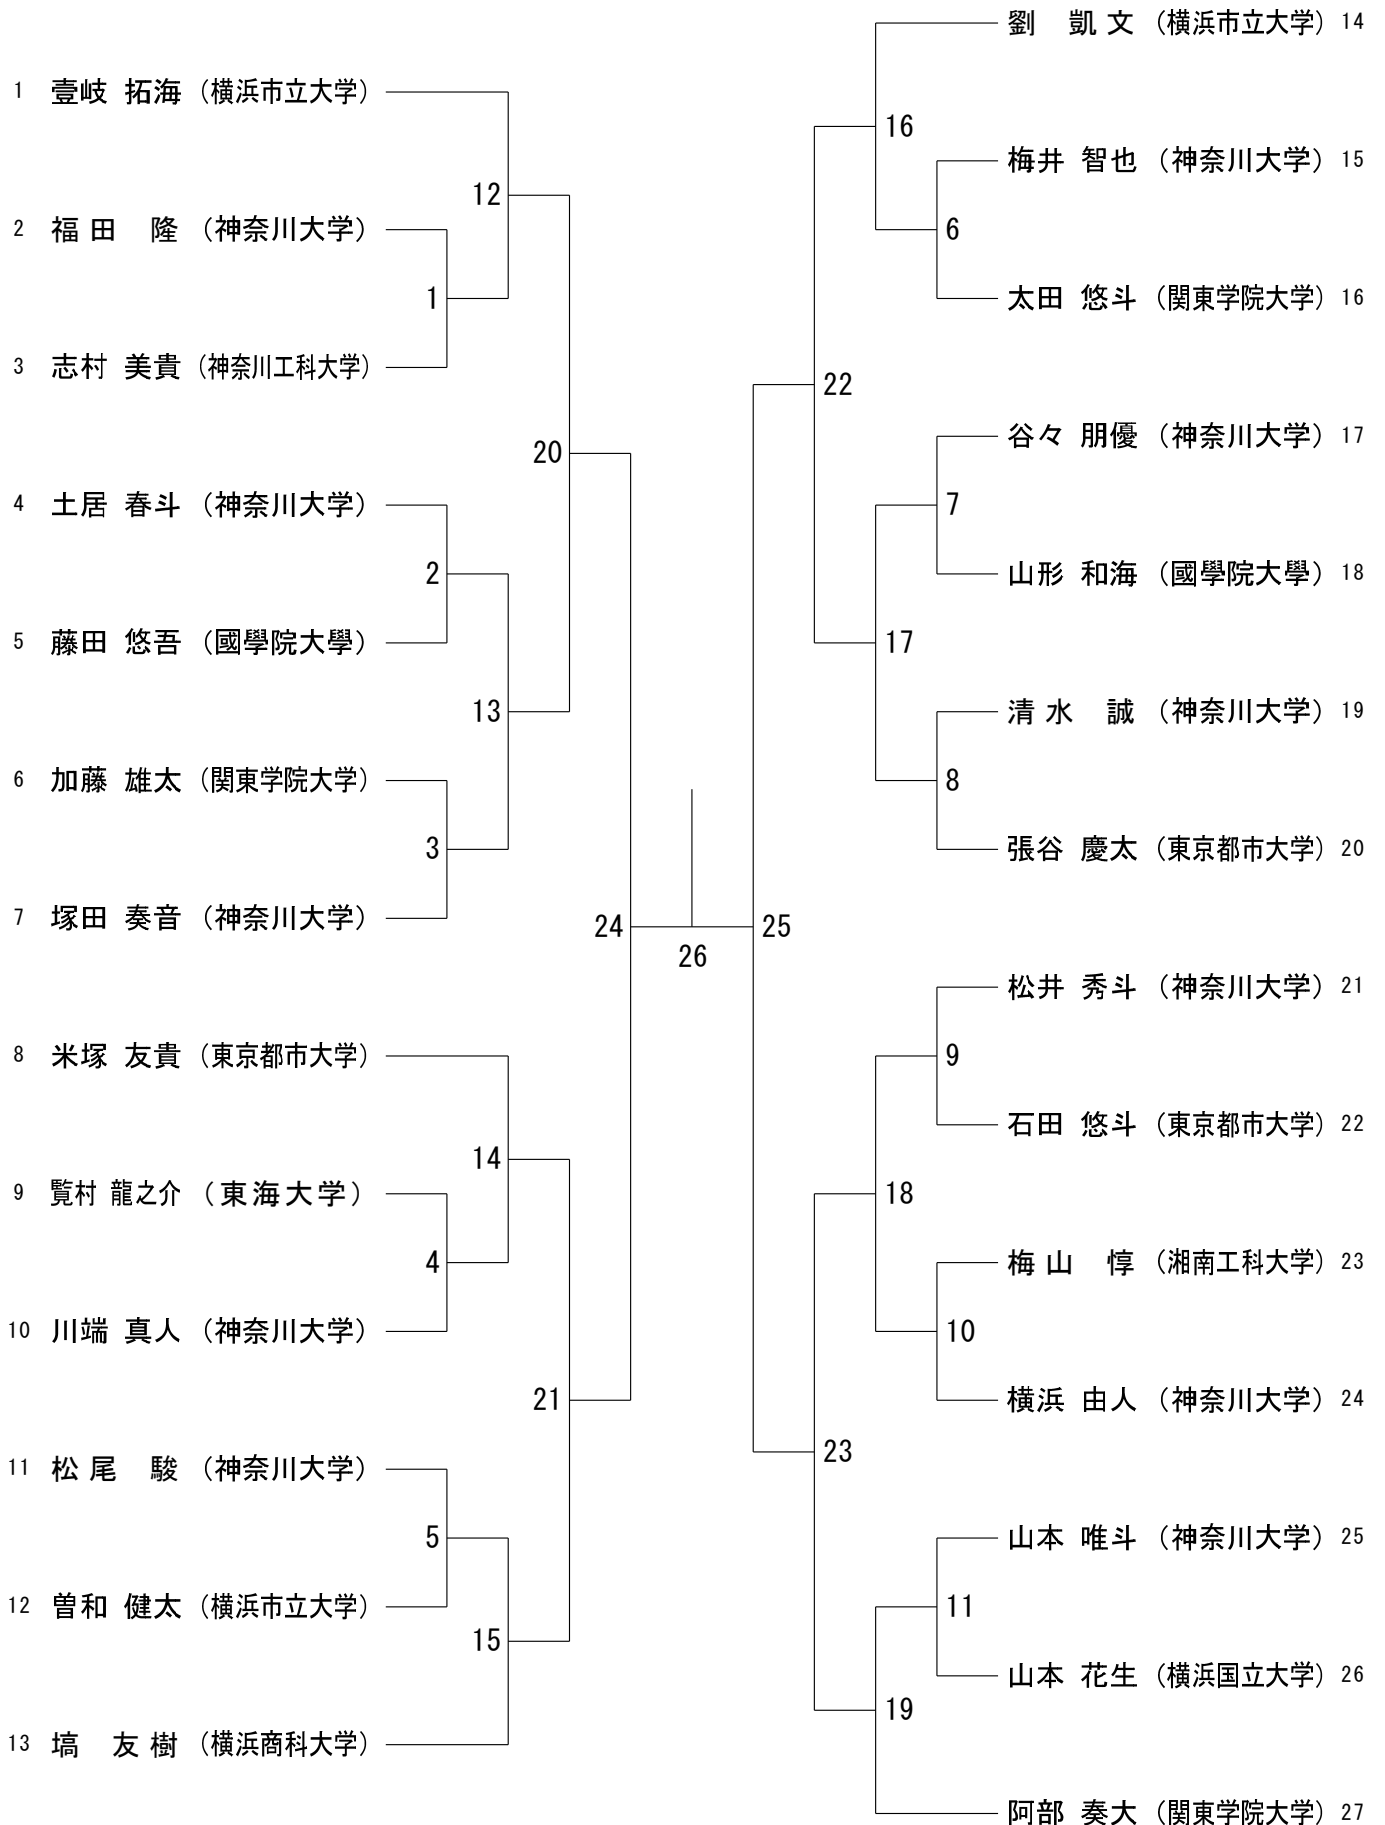 1 壹岐 拓海 (横浜市立大学)
2 福田 隆 (神奈川大学)
3 志村 美貴 (神奈川工科大学)
4 土居 春斗 (神奈川大学)
5 藤田 悠吾 (國學院大學)
6 加藤 雄太 (関東学院大学)
7 塚田 奏音 (神奈川大学)
8 米塚 友貴 (東京都市大学)
9 覧村 龍之介 (東海大学)
10 川端 真人 (神奈川大学)
11 松尾 駿 (神奈川大学)
12 曽和 健太 (横浜市立大学)
13 塙 友樹 (横浜商科大学)
1
2
3
4
5
12
13
14
15
20
21
24
26
25
22
23
16
17
18
19
6
7
8
9
10
11
劉 凱文 (横浜市立大学) 14
梅井 智也 (神奈川大学) 15
太田 悠斗 (関東学院大学) 16
谷々 朋優 (神奈川大学) 17
山形 和海 (國學院大學) 18
清水 誠 (神奈川大学) 19
張谷 慶太 (東京都市大学) 20
松井 秀斗 (神奈川大学) 21
石田 悠斗 (東京都市大学) 22
梅山 惇 (湘南工科大学) 23
横浜 由人 (神奈川大学) 24
山本 唯斗 (神奈川大学) 25
山本 花生 (横浜国立大学) 26
阿部 奏大 (関東学院大学) 27